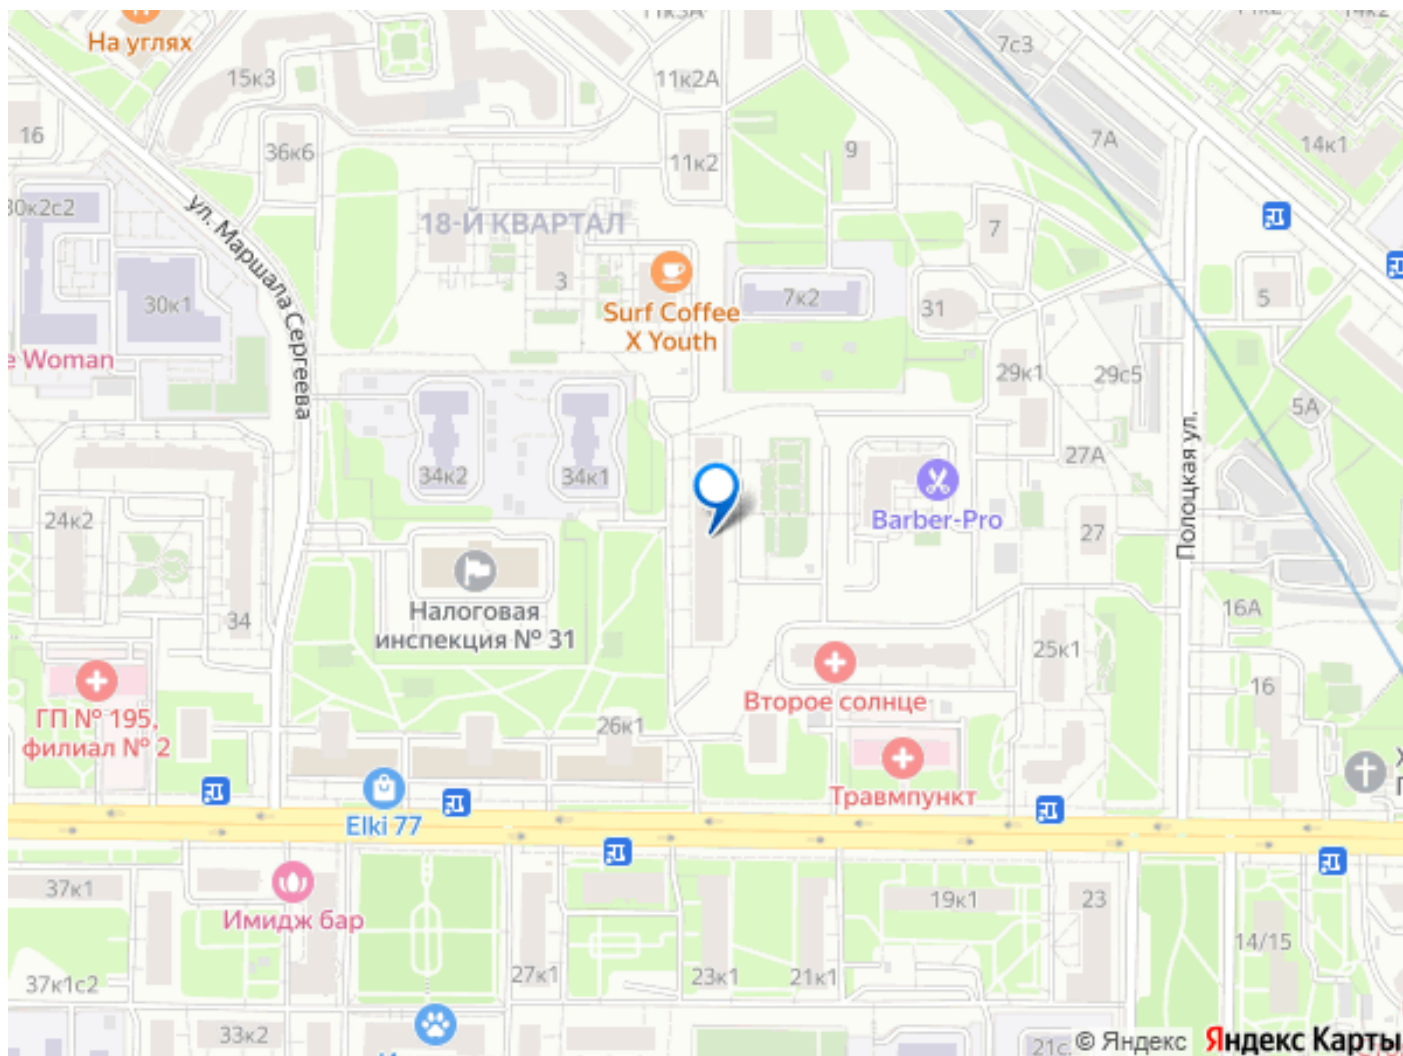 На углях
11к3А
14к2
7с3
15к3
11к2А
16
36к6
7А
14к1
9
11к2
30к2с2
ул. Маршала Сергеева
18-Й КВАРТАЛ
7
3
7к2
30к1
31
5
Surf Coffee
X Youth
e Woman
29к1
29с5
5А
Полоцкая ул.
27А
34к2
34к1
24к2
Barber-Pro
27
Налоговая
инспекция № 31
34
16А
25к1
16
ГП № 195,
филиал № 2
Второе солнце
26к1
Травмпункт
Elki 77
37к1
Имидж бар
19к1
23
14/15
27к1
23к1
21к1
37к1с2
33к2
21с.
© Яндекс
Яндекс Карты